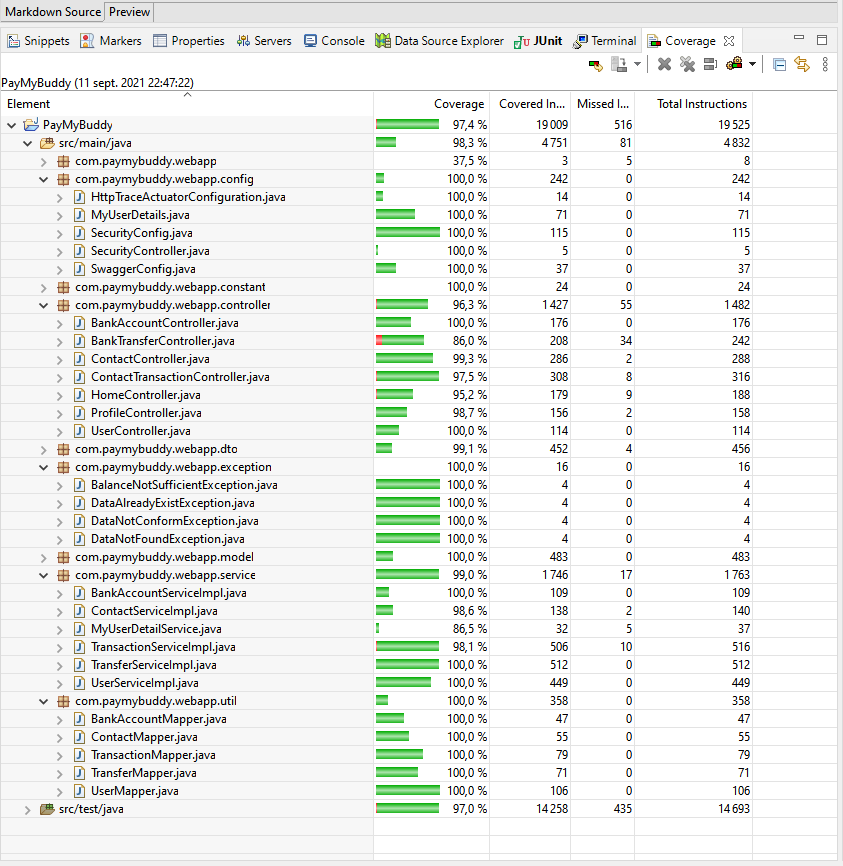 Markdown Source Preview
Snippets Markers Properties Servers Console Data Source Explorer JUnit Terminal Coverage
PayMyBuddy (11 sept. 2021 22:47:22)
Element Coverage Covered In... Missed I... Total Instructions
PayMyBuddy 97,4 % 19 009 516 19 525
src/main/java 98,3 % 4 751 81 4 832
com.paymybuddy.webapp 37,5 % 3 5 8
com.paymybuddy.webapp.config 100,0 % 242 0 242
HttpTraceActuatorConfiguration.java 100,0 % 14 0 14
MyUserDetails.java 100,0 % 71 0 71
SecurityConfig.java 100,0 % 115 0 115
SecurityController.java 100,0 % 5 0 5
SwaggerConfig.java 100,0 % 37 0 37
com.paymybuddy.webapp.constant 100,0 % 24 0 24
com.paymybuddy.webapp.controller 96,3 % 1 427 55 1 482
BankAccountController.java 100,0 % 176 0 176
BankTransferController.java 86,0 % 208 34 242
ContactController.java 99,3 % 286 2 288
ContactTransactionController.java 97,5 % 308 8 316
HomeController.java 95,2 % 179 9 188
ProfileController.java 98,7 % 156 2 158
UserController.java 100,0 % 114 0 114
com.paymybuddy.webapp.dto 99,1 % 452 4 456
com.paymybuddy.webapp.exception 100,0 % 16 0 16
BalanceNotSufficientException.java 100,0 % 4 0 4
DataAlreadyExistException.java 100,0 % 4 0 4
DataNotConformException.java 100,0 % 4 0 4
DataNotFoundException.java 100,0 % 4 0 4
com.paymybuddy.webapp.model 100,0 % 483 0 483
com.paymybuddy.webapp.service 99,0 % 1 746 17 1 763
BankAccountServiceImpl.java 100,0 % 109 0 109
ContactServiceImpl.java 98,6 % 138 2 140
MyUserDetailService.java 86,5 % 32 5 37
TransactionServiceImpl.java 98,1 % 506 10 516
TransferServiceImpl.java 100,0 % 512 0 512
UserServiceImpl.java 100,0 % 449 0 449
com.paymybuddy.webapp.util 100,0 % 358 0 358
BankAccountMapper.java 100,0 % 47 0 47
ContactMapper.java 100,0 % 55 0 55
TransactionMapper.java 100,0 % 79 0 79
TransferMapper.java 100,0 % 71 0 71
UserMapper.java 100,0 % 106 0 106
src/test/java 97,0 % 14 258 435 14 693